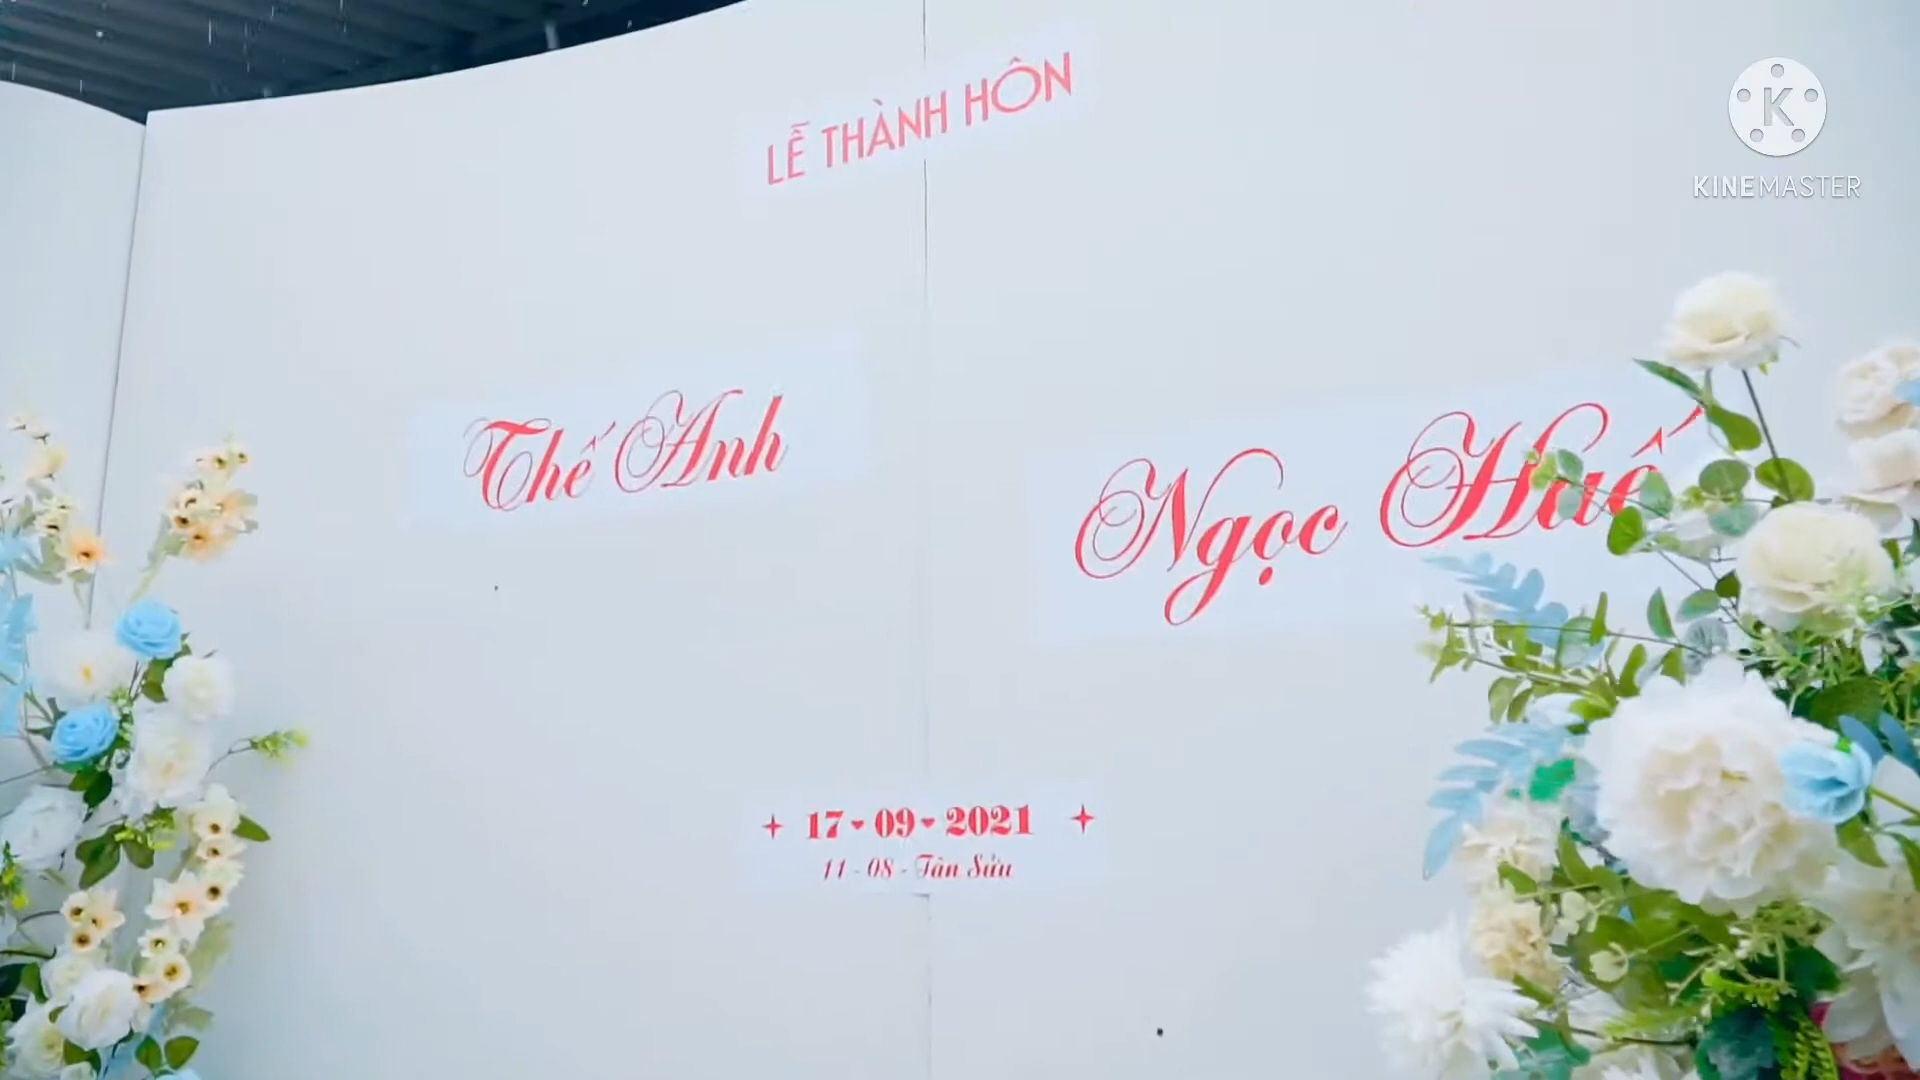 LỄ THÀNH HÔN
Thế Anh
Ngọc Huế
17-09-2021
11-08-Tân Sửu
K
KINEMASTER